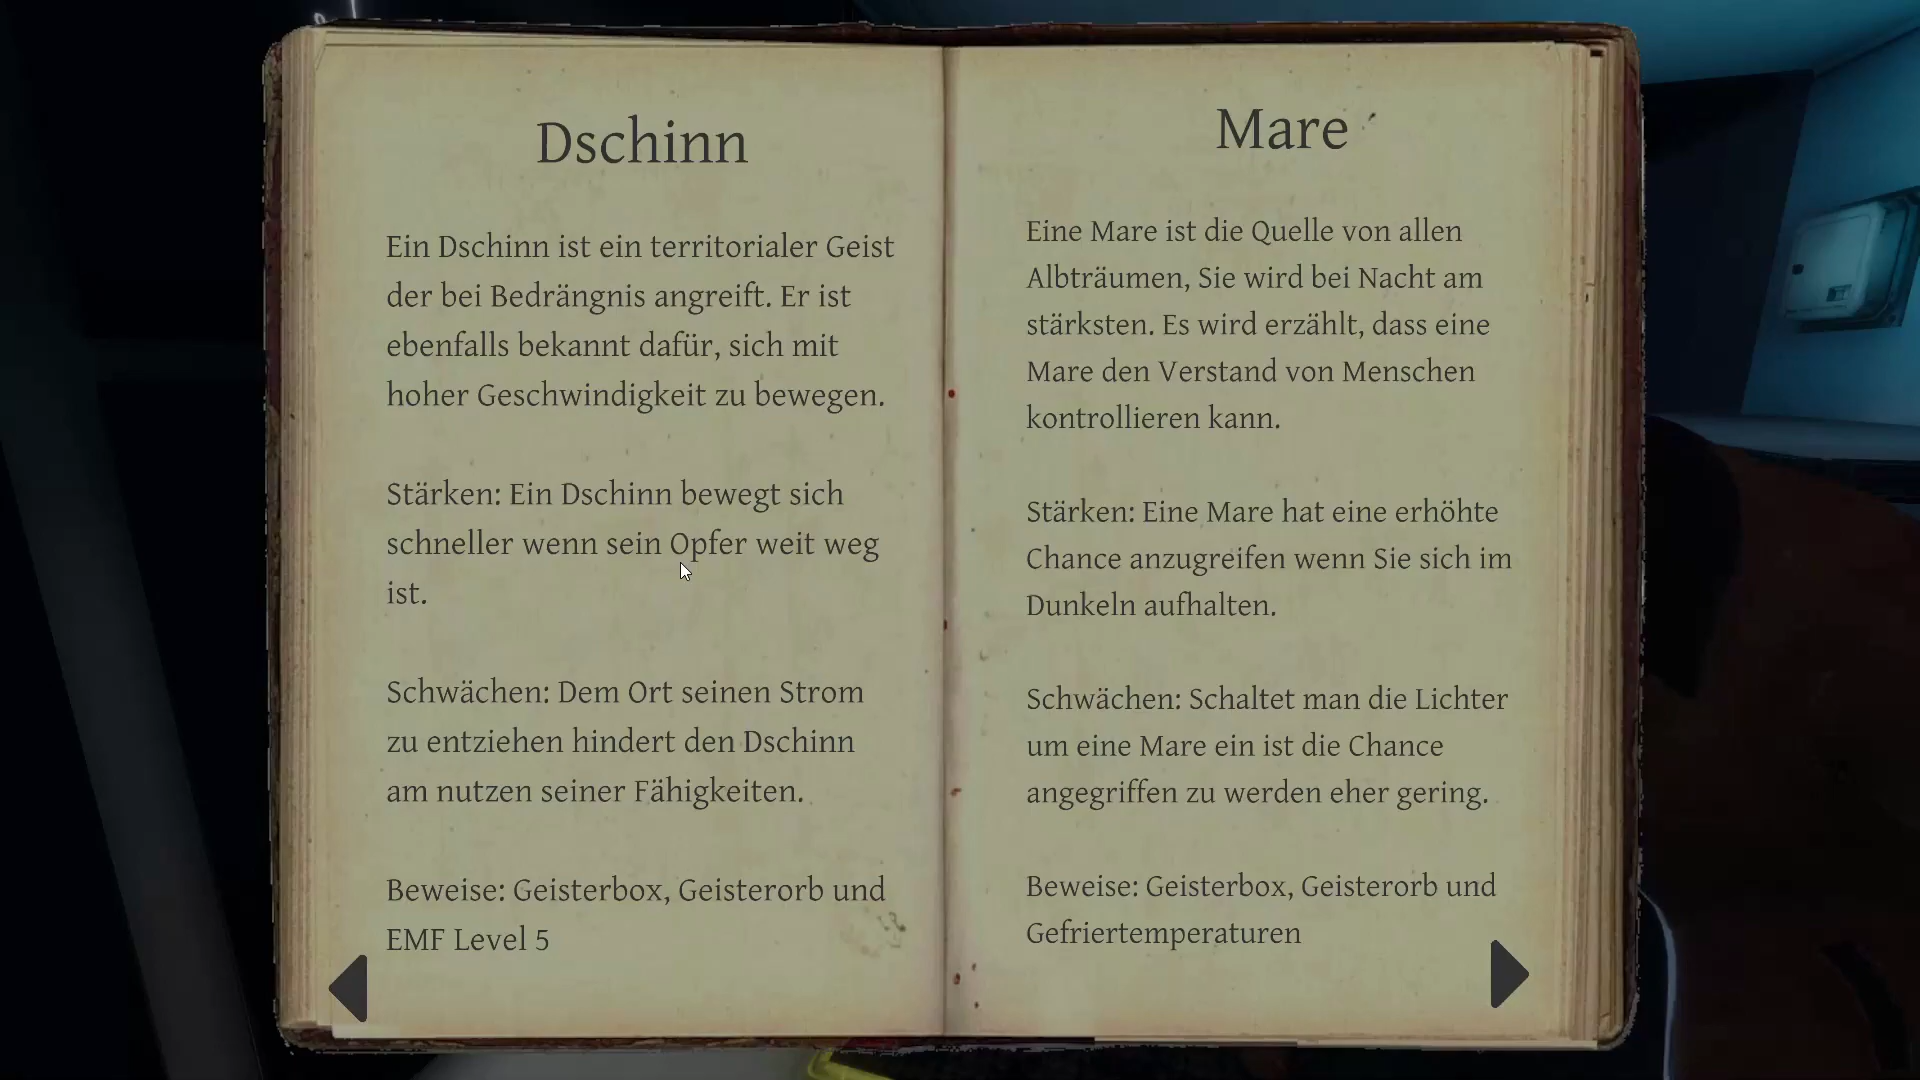 Dschinn
Ein Dschinn ist ein territorialer Geist
der bei Bedrängnis angreift. Er ist
ebenfalls bekannt dafür, sich mit
hoher Geschwindigkeit zu bewegen.
Stärken: Ein Dschinn bewegt sich
schneller wenn sein Opfer weit weg
ist.
Schwächen: Dem Ort seinen Strom
zu entziehen hindert den Dschinn
am nutzen seiner Fähigkeiten.
Beweise: Geisterbox, Geisterorb und
EMF Level 5
Mare
Eine Mare ist die Quelle von allen
Albträumen, Sie wird bei Nacht am
stärksten. Es wird erzählt, dass eine
Mare den Verstand von Menschen
kontrollieren kann.
Stärken: Eine Mare hat eine erhöhte
Chance anzugreifen wenn Sie sich im
Dunkeln aufhalten.
Schwächen: Schaltet man die Lichter
um eine Mare ein ist die Chance
angegriffen zu werden eher gering.
Beweise: Geisterbox, Geisterorb und
Gefriertemperaturen